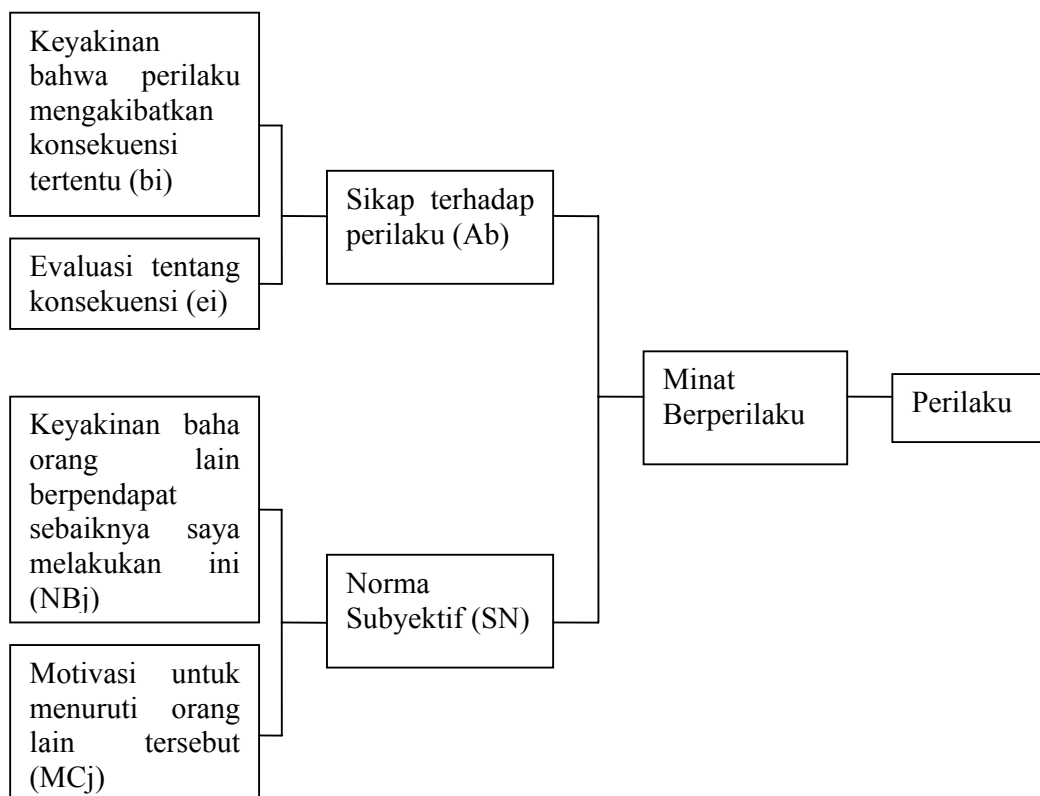 Keyakinan
bahwa perilaku
mengakibatkan
konsekuensi
tertentu (bi)
Evaluasi tentang
konsekuensi (ei)
Keyakinan baha
orang lain
berpendapat
sebaiknya saya
melakukan ini
(NBj)
Motivasi untuk
menuruti orang
lain tersebut
(MCj)
Sikap terhadap
perilaku (Ab)
Norma
Subyektif (SN)
Minat
Berperilaku
Perilaku